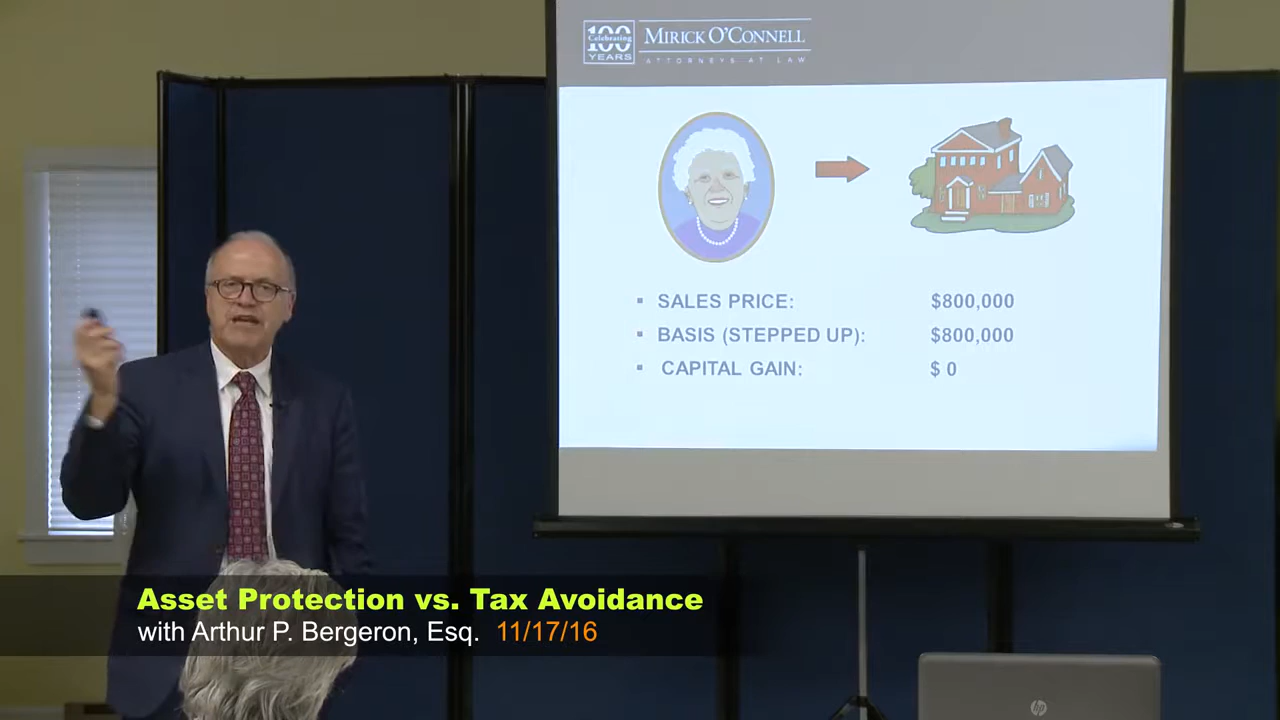 Celebrating
100
YEARS
MIRICK O'CONNELL
ATTORNEYS AT LAW
▪ SALES PRICE: $800,000
▪ BASIS (STEPPED UP): $800,000
▪ CAPITAL GAIN: $ 0
Asset Protection vs. Tax Avoidance
with Arthur P. Bergeron, Esq. 11/17/16
hp